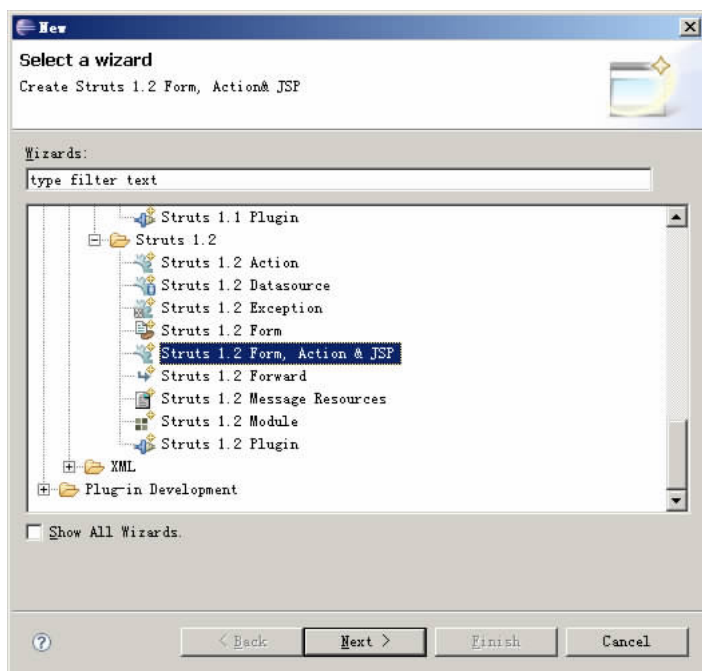 New
Select a wizard
Create Struts 1.2 Form, Action& JSP
Wizards:
type filter text
Struts 1.1 Plugin
Struts 1.2
Struts 1.2 Action
Struts 1.2 Datasource
Struts 1.2 Exception
Struts 1.2 Form
Struts 1.2 Form, Action & JSP
Struts 1.2 Forward
Struts 1.2 Message Resources
Struts 1.2 Module
Struts 1.2 Plugin
XML
Plug-in Development
Show All Wizards.
? < Back Next > Finish Cancel